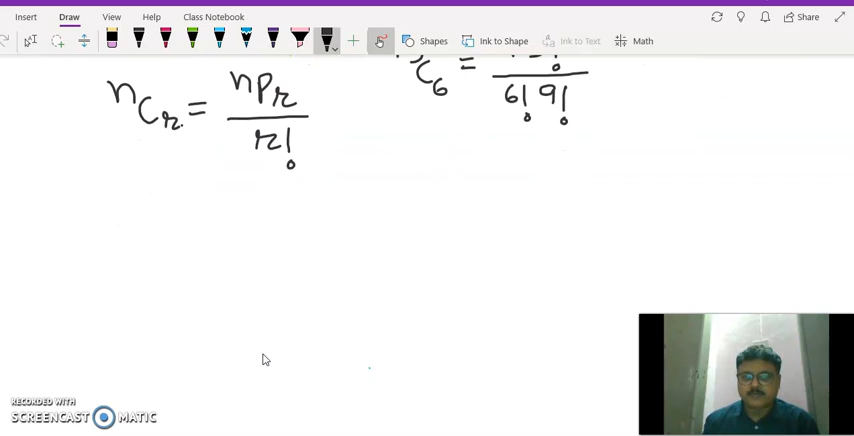 Insert Draw View Help Class Notebook Share
Shapes Ink to Shape Ink to Text Math
nCr = nPr / r!
C6 = / 6! 9!
RECORDED WITH
SCREENCAST MATIC